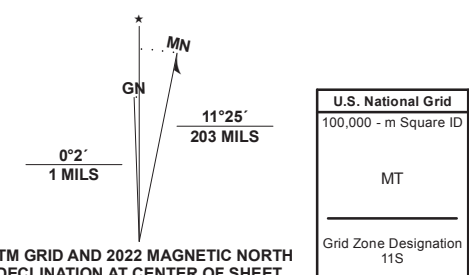 ★
MN
GN
11°25´
203 MILS
0°2´
1 MILS
TM GRID AND 2022 MAGNETIC NORTH
DECLINATION AT CENTER OF SHEET
U.S. National Grid
100,000 - m Square ID
MT
Grid Zone Designation
11S